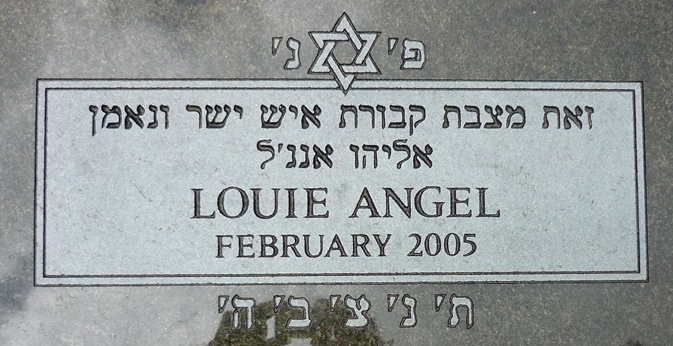 פ' נ'
זאת מצבת קבורת איש ישר ונאמן
אליהו אנג'ל
LOUIE ANGEL
FEBRUARY 2005
ת' נ' צ' ב' ה'